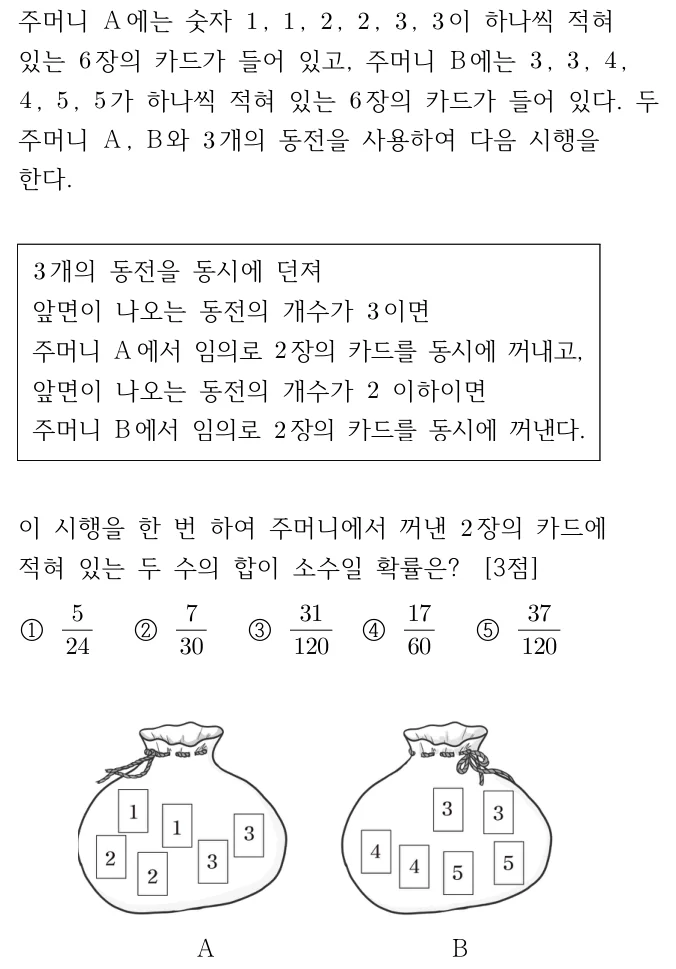 주머니 A에는 숫자 1, 1, 2, 2, 3, 3이 하나씩 적혀
있는 6장의 카드가 들어 있고, 주머니 B에는 3, 3, 4,
4, 5, 5가 하나씩 적혀 있는 6장의 카드가 들어 있다. 두
주머니 A, B와 3개의 동전을 사용하여 다음 시행을
한다.
3개의 동전을 동시에 던져
앞면이 나오는 동전의 개수가 3이면
주머니 A에서 임의로 2장의 카드를 동시에 꺼내고,
앞면이 나오는 동전의 개수가 2 이하이면
주머니 B에서 임의로 2장의 카드를 동시에 꺼낸다.
이 시행을 한 번 하여 주머니에서 꺼낸 2장의 카드에
적혀 있는 두 수의 합이 소수일 확률은? [3점]
① 5/24 ② 7/30 ③ 31/120 ④ 17/60 ⑤ 37/120
1 1 2 2 3 3
3 3 4 4 5 5
A B